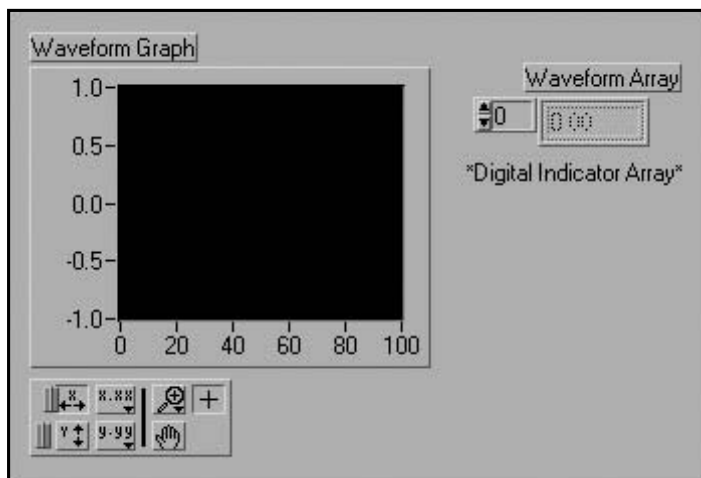 Waveform Graph
1.0
0.5
0.0
-0.5
-1.0
0 20 40 60 80 100
Waveform Array
0 0.00
*Digital Indicator Array*
X X.XX
Y Y.YY